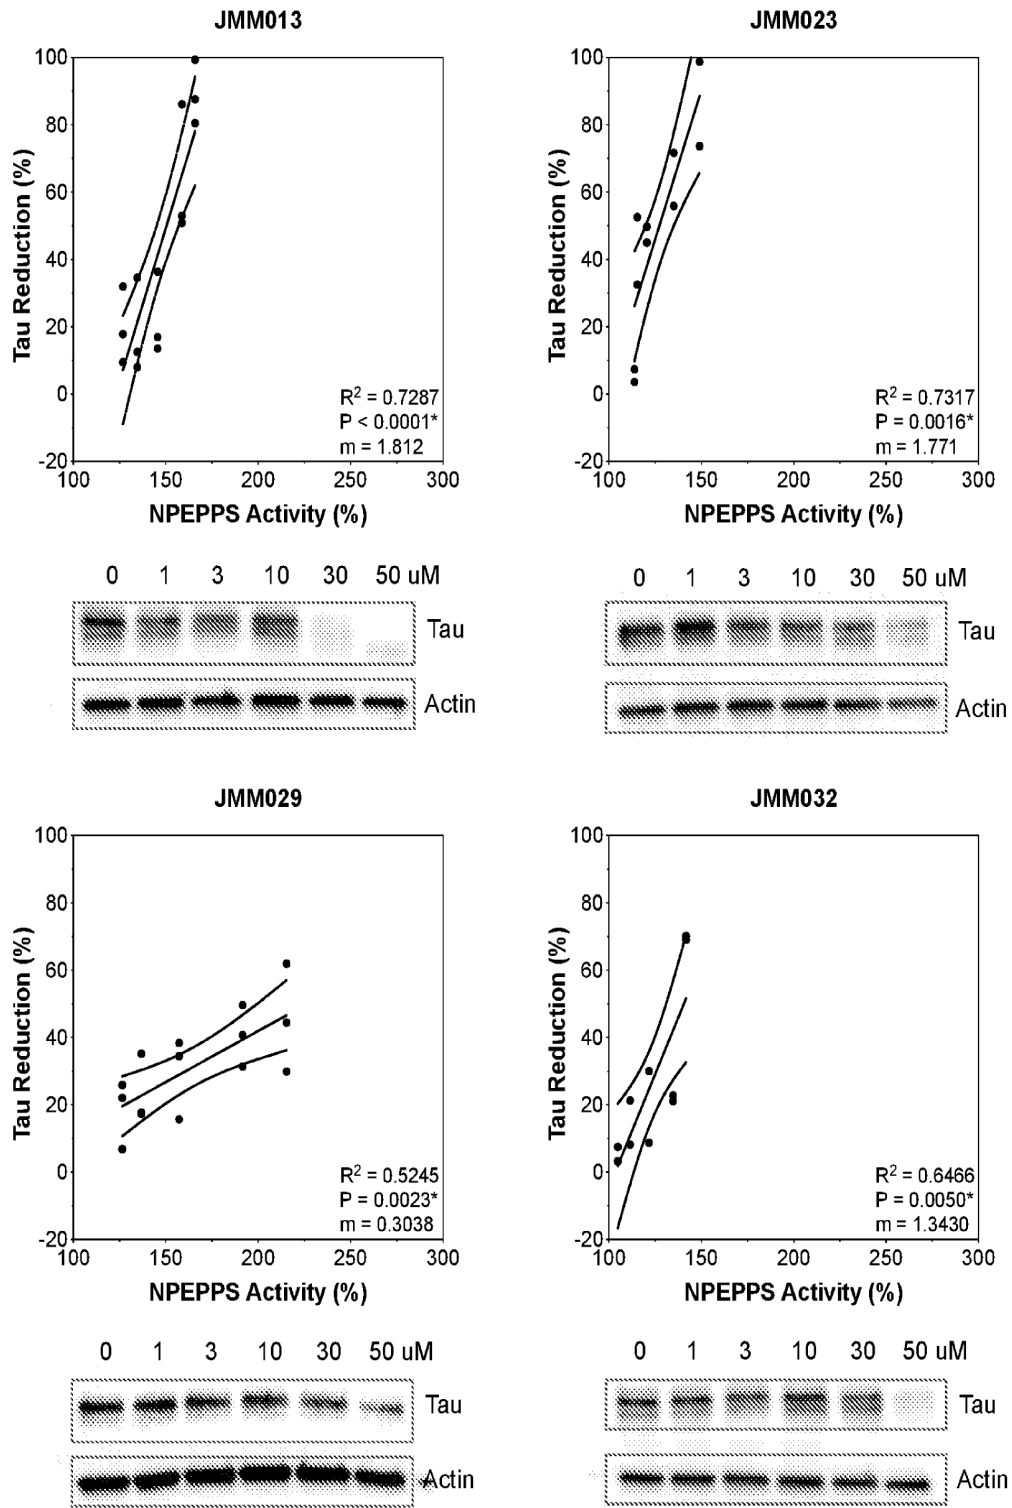 JMM013
100
80
60
40
20
0
-20
Tau Reduction (%)
R² = 0.7287
P < 0.0001*
m = 1.812
100 150 200 250 300
NPEPPS Activity (%)
0 1 3 10 30 50 uM
Tau
Actin
JMM023
100
80
60
40
20
0
-20
Tau Reduction (%)
R² = 0.7317
P = 0.0016*
m = 1.771
100 150 200 250 300
NPEPPS Activity (%)
0 1 3 10 30 50 uM
Tau
Actin
JMM029
100
80
60
40
20
0
-20
Tau Reduction (%)
R² = 0.5245
P = 0.0023*
m = 0.3038
100 150 200 250 300
NPEPPS Activity (%)
0 1 3 10 30 50 uM
Tau
Actin
JMM032
100
80
60
40
20
0
-20
Tau Reduction (%)
R² = 0.6466
P = 0.0050*
m = 1.3430
100 150 200 250 300
NPEPPS Activity (%)
0 1 3 10 30 50 uM
Tau
Actin